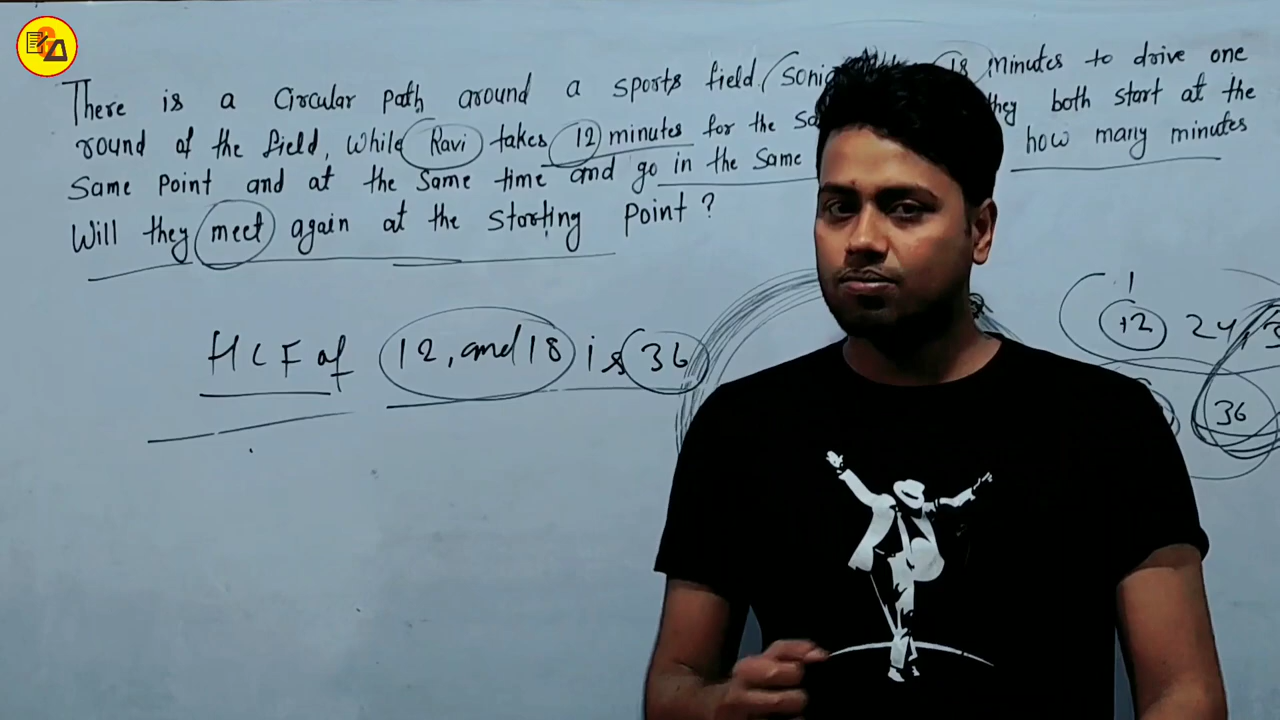 There is a Circular Path around a sports field. Sonia 18 minutes to drive one
round of the field, While Ravi takes 12 minutes for the they both start at the
Same Point and at the Same time and go in the Same how many minutes
Will they meet again at the Starting Point ?
HCF of 12, and 18 is 36
1
12 24,
36